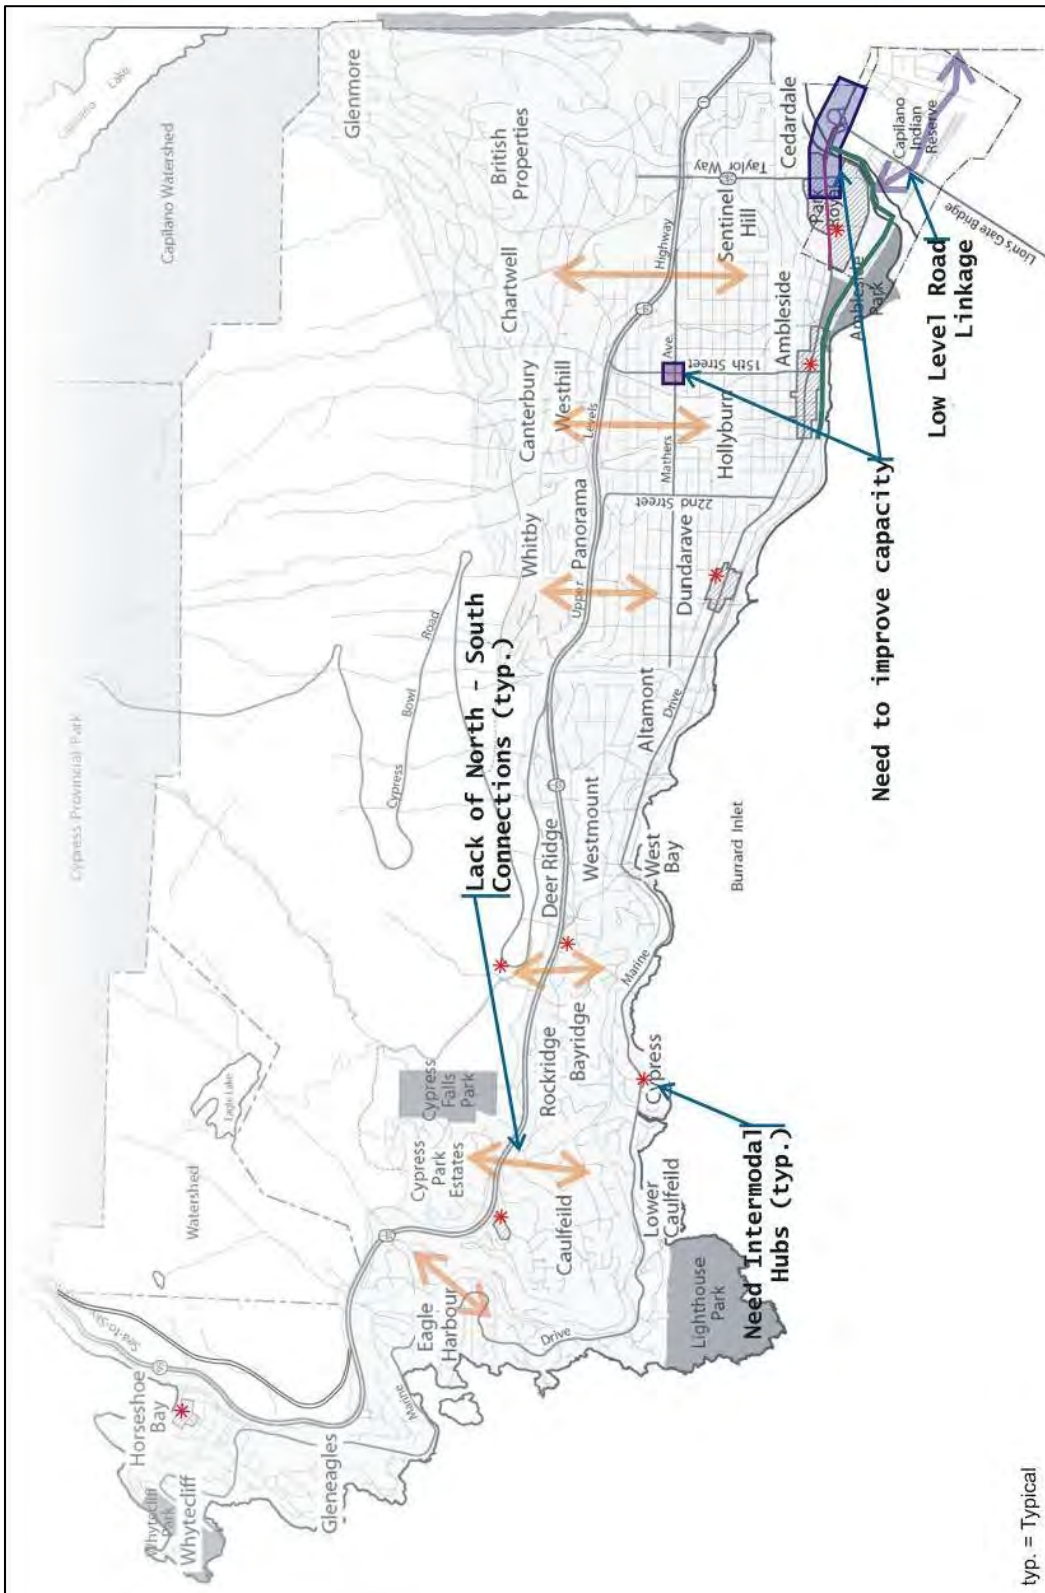 Cypress Provincial Park
Capilano Watershed
Lake
Watershed
Eagle Lake
Sea-to-Sky
Horseshoe
Bay
Whytecliff
Park
Whytecliff
Gleneagles
Marine
Eagle
Harbour
Cypress
Park
Estates
Cypress
Falls
Park
Cypress
Bowl
Road
Lack of North - South
Connections (typ.)
Glenmore
British
Properties
Chartwell
Canterbury
Westhill
Whitby
Panorama
Upper
Levels
Highway
1
Deer Ridge
Rockridge
Westmount
Bayridge
Caulfeild
Lower
Caulfeild
Drive
Lighthouse
Park
Cypress
Marine
West
Bay
Altamont
Drive
Dundarave
22nd Street
Mathers
Ave.
Hollyburn
15th Street
Ambleside
Sentinel
Hill
Taylor Way
Cedardale
Park
Royal
Ambleside
Park
Capilano
Indian
Reserve
Lion's Gate Bridge
Burrard Inlet
Need Intermodal
Hubs (typ.)
Need to improve capacity
Low Level Road
Linkage
typ. = Typical